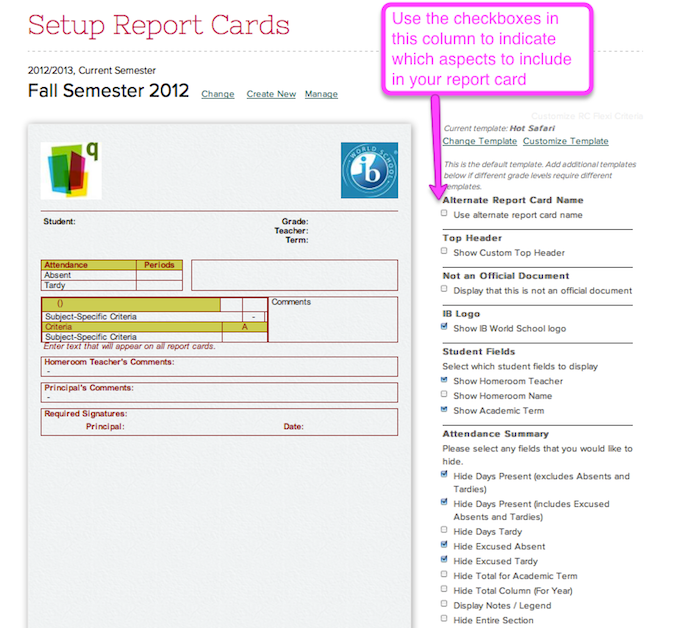 Setup Report Cards
Use the checkboxes in
this column to indicate
which aspects to include
in your report card
2012/2013, Current Semester
Fall Semester 2012 Change Create New Manage
Customize RC Flexi Criteria
Current template: Hot Safari
Change Template Customize Template
This is the default template. Add additional templates
below if different grade levels require different
templates.
q
WORLD SCHOOL
ib
Student: Grade:
Teacher:
Term:
Attendance Periods
Absent
Tardy
()
Subject-Specific Criteria -
Criteria A
Subject-Specific Criteria
Comments
Enter text that will appear on all report cards.
Homeroom Teacher's Comments:
-
Principal's Comments:
-
Required Signatures:
Principal: Date:
Alternate Report Card Name
Use alternate report card name
Top Header
Show Custom Top Header
Not an Official Document
Display that this is not an official document
IB Logo
Show IB World School logo
Student Fields
Select which student fields to display
Show Homeroom Teacher
Show Homeroom Name
Show Academic Term
Attendance Summary
Please select any fields that you would like to
hide.
Hide Days Present (excludes Absents and
Tardies)
Hide Days Present (includes Excused
Absents and Tardies)
Hide Days Tardy
Hide Excused Absent
Hide Excused Tardy
Hide Total for Academic Term
Hide Total Column (For Year)
Display Notes / Legend
Hide Entire Section